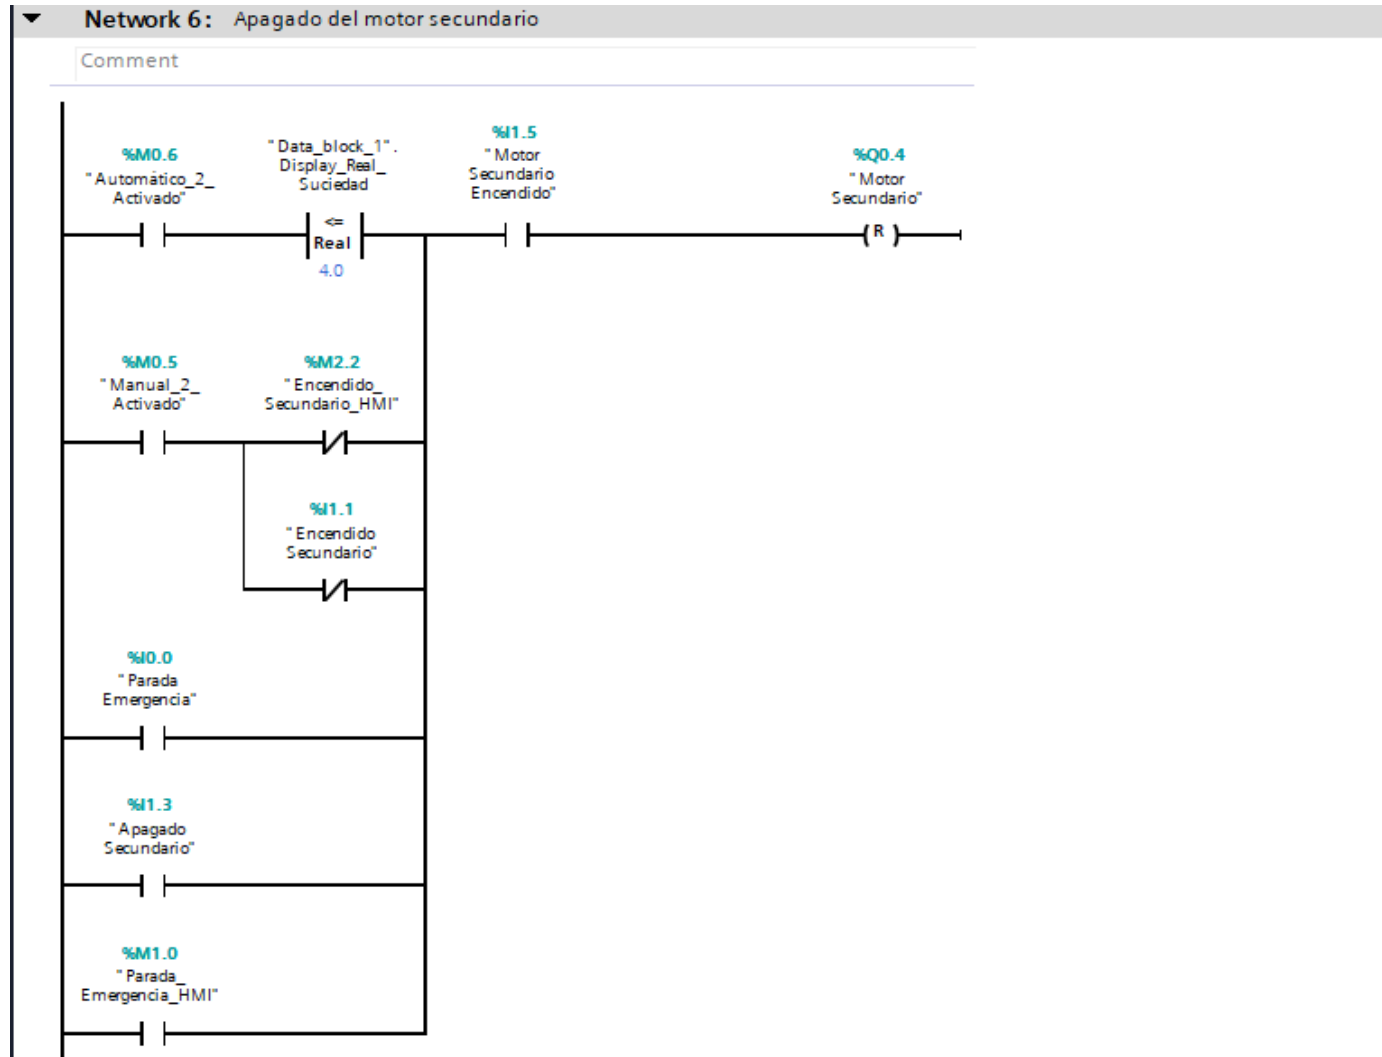 Network 6: Apagado del motor secundario
Comment
%M0.6
"Automático_2_
Activado"
"Data_block_1".
Display_Real_
Suciedad
<=
Real
4.0
%I1.5
"Motor
Secundario
Encendido"
%Q0.4
"Motor
Secundario"
R
%M0.5
"Manual_2_
Activado"
%M2.2
"Encendido_
Secundario_HMI"
%I1.1
"Encendido
Secundario"
%I0.0
"Parada
Emergencia"
%I1.3
"Apagado
Secundario"
%M1.0
"Parada_
Emergencia_HMI"